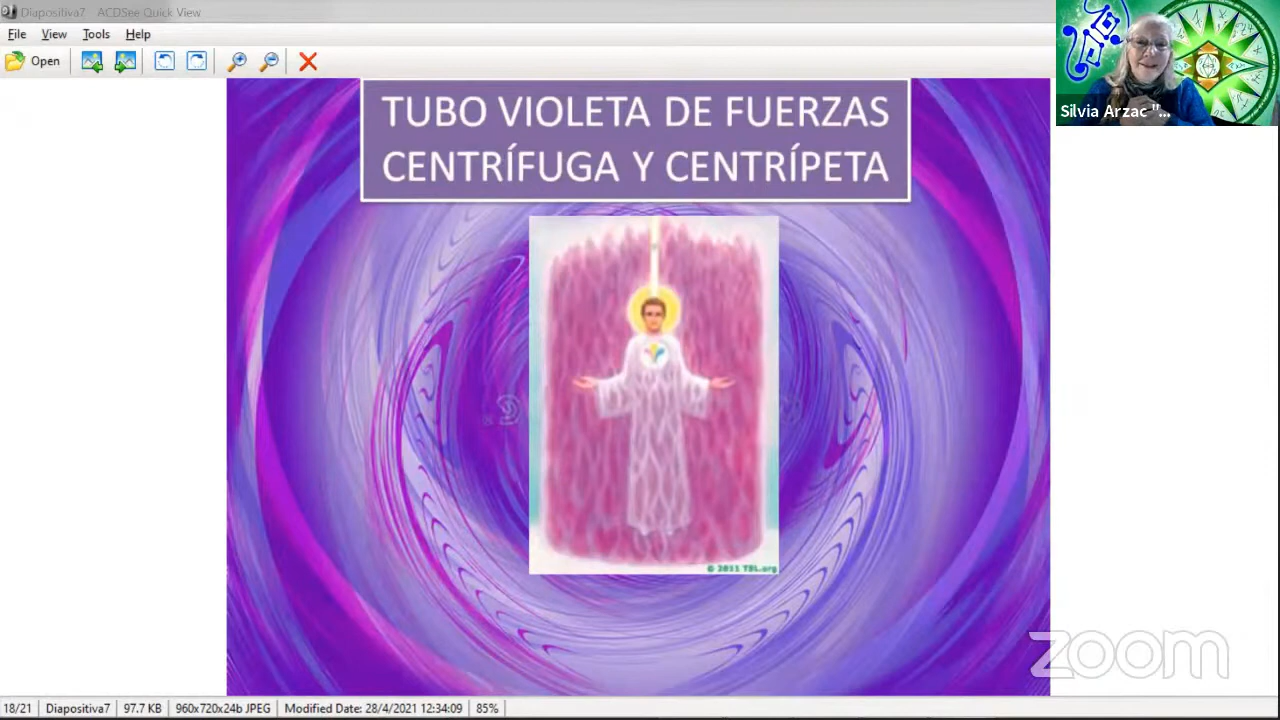 Diapositiva7 ACDSee Quick View
File View Tools Help
Open
TUBO VIOLETA DE FUERZAS
CENTRÍFUGA Y CENTRÍPETA
Silvia Arzac "...
© 2011 TSL.org
zoom
18/21 Diapositiva7 97.7 KB 960x720x24b JPEG Modified Date: 28/4/2021 12:34:09 85%